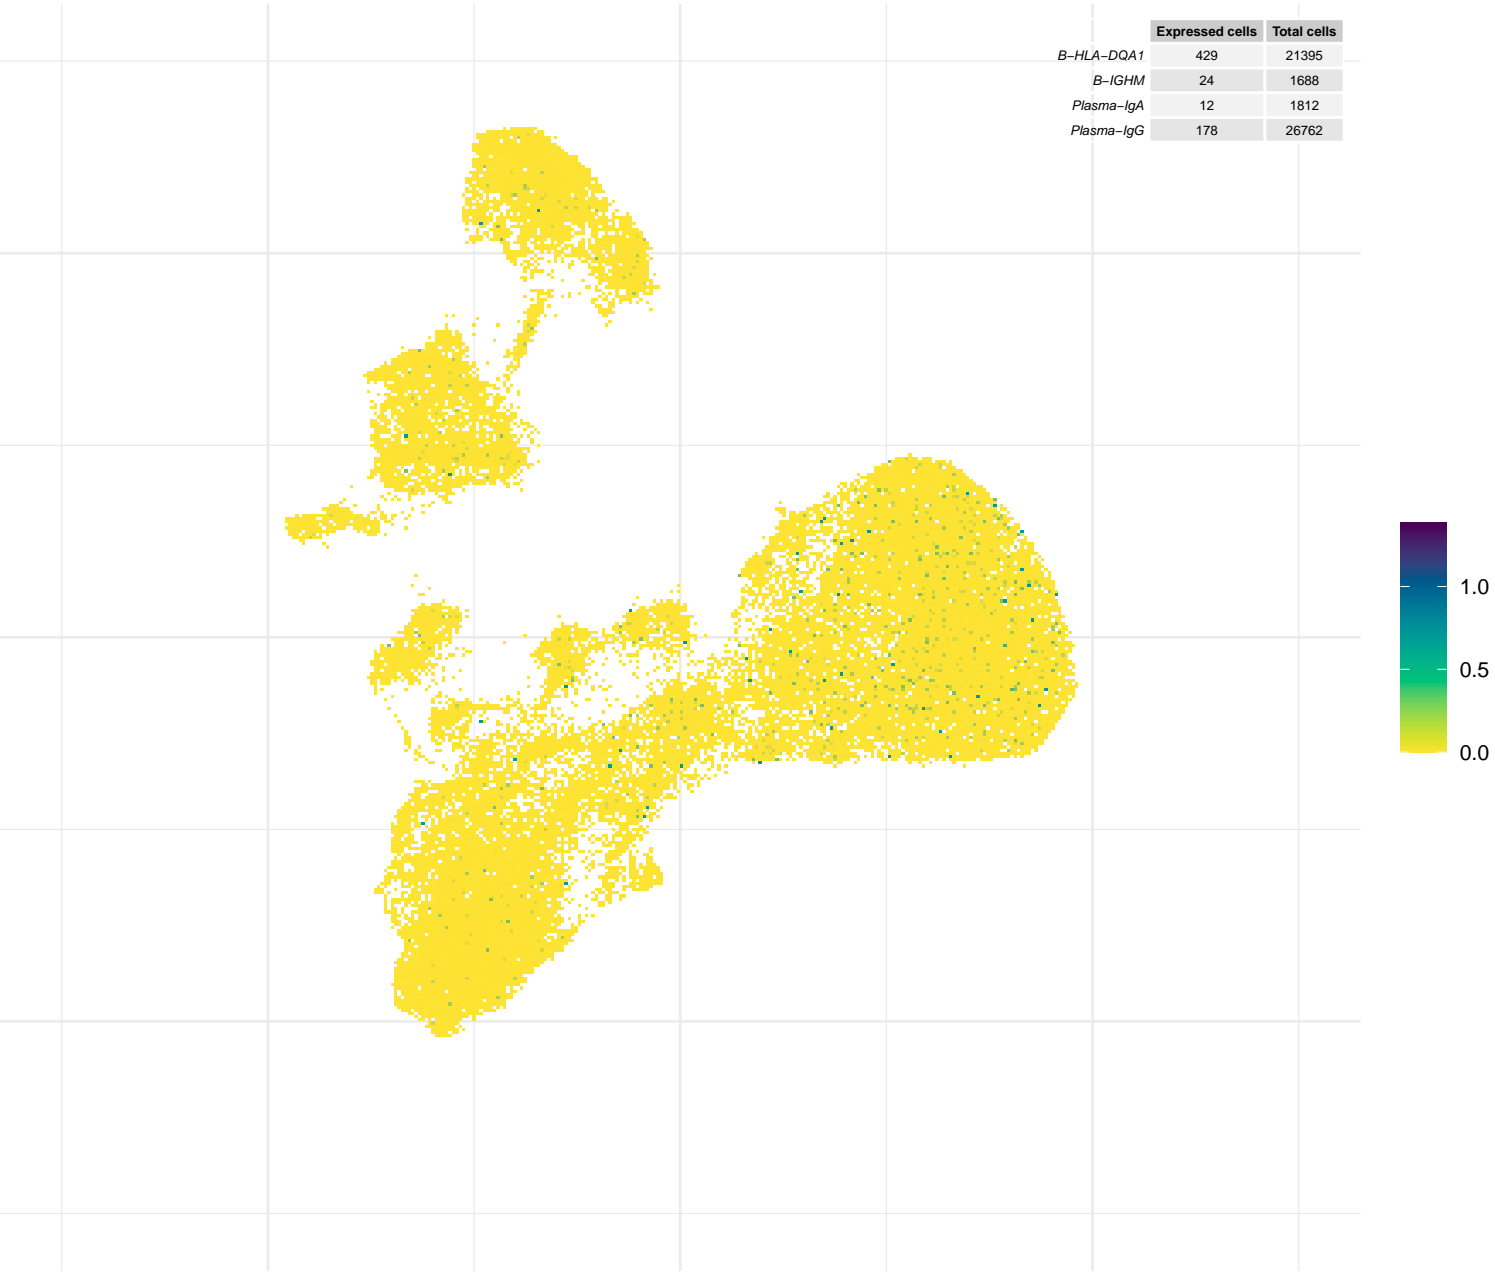 Expressed cells Total cells
B−HLA−DQA1 429 21395
B−IGHM 24 1688
Plasma−IgA 12 1812
Plasma−IgG 178 26762
1.0
0.5
0.0